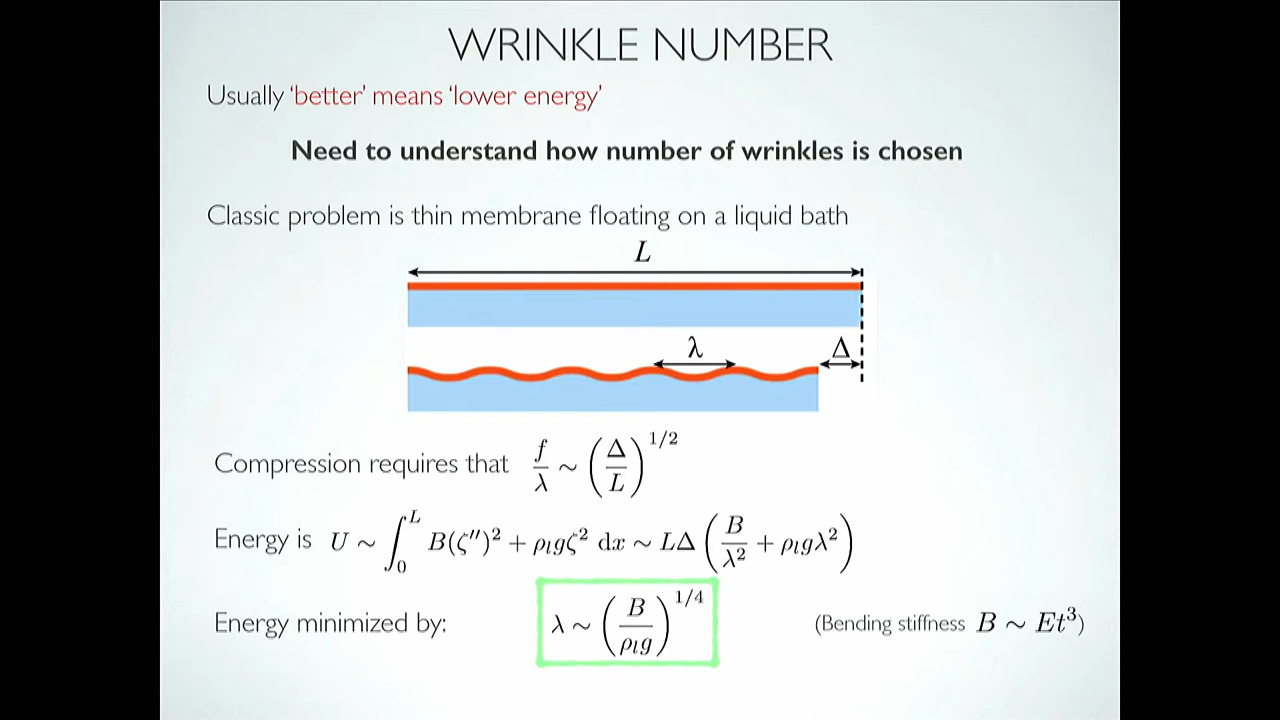 WRINKLE NUMBER
Usually ‘better’ means ‘lower energy’
Need to understand how number of wrinkles is chosen
Classic problem is thin membrane floating on a liquid bath
L
λ Δ
Compression requires that f/λ ∼ (Δ/L)^{1/2}
Energy is U ∼ ∫_0^L B(ζ″)² + ρ_l gζ² dx ∼ LΔ (B/λ² + ρ_l gλ²)
Energy minimized by: λ ∼ (B/ρ_l g)^{1/4} (Bending stiffness B ∼ Et³)